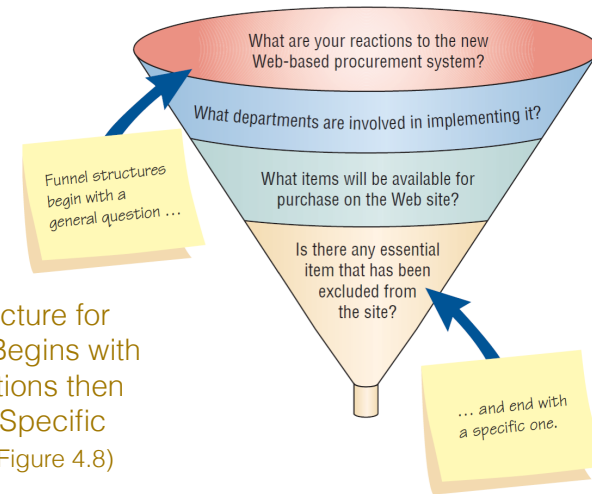 What are your reactions to the new
Web-based procurement system?
What departments are involved in implementing it?
What items will be available for
purchase on the Web site?
Is there any essential
item that has been
excluded from
the site?
Funnel structures
begin with a
general question ...
... and end with
a specific one.
cture for
Begins with
tions then
Specific
Figure 4.8)